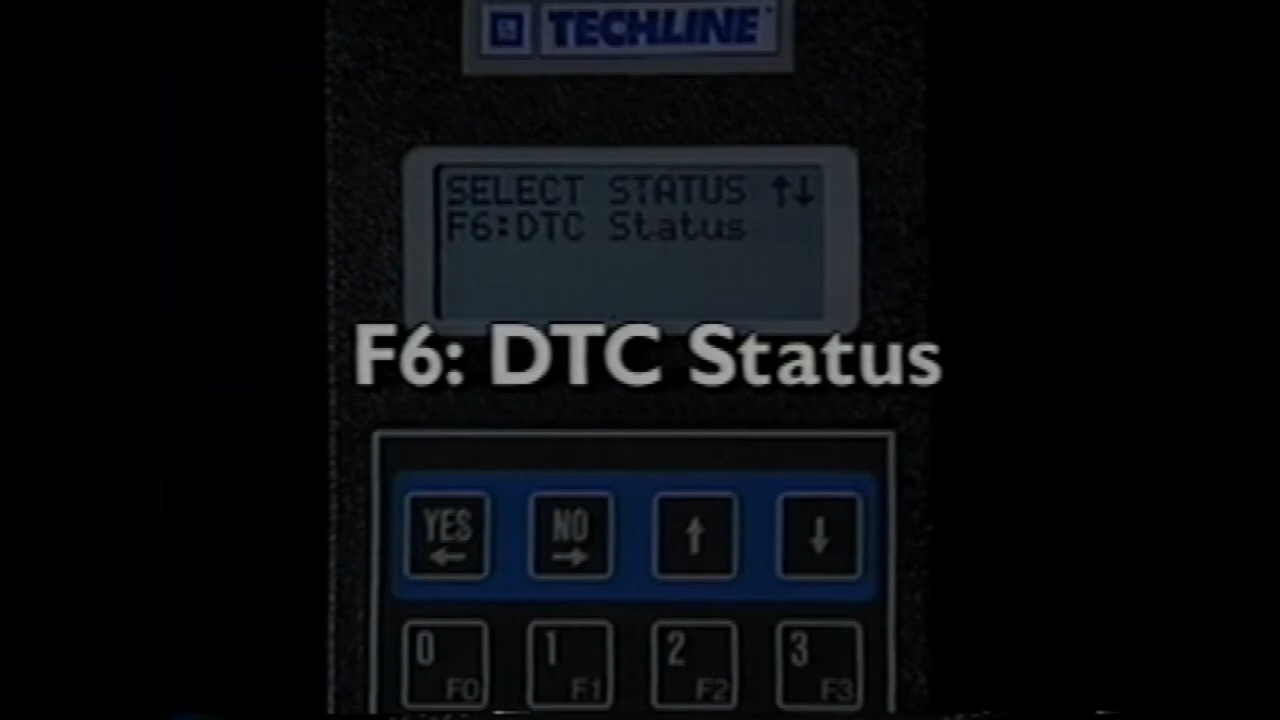 GM TECHLINE
SELECT STATUS ↑↓
F6:DTC Status
F6: DTC Status
YES NO ↑ ↓
← →
0 1 2 3
F0 F1 F2 F3